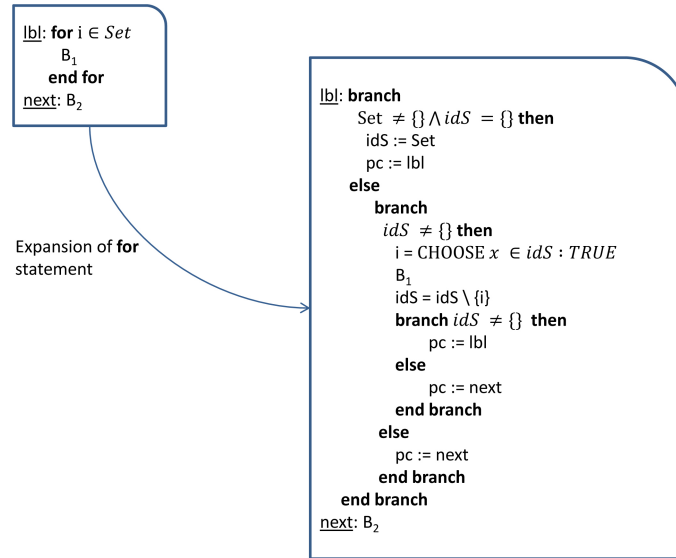 lbl: for i ∈ Set
B₁
end for
next: B₂
Expansion of for
statement
lbl: branch
Set ≠ {} ⋀ idS = {} then
idS := Set
pc := lbl
else
branch
idS ≠ {} then
i = CHOOSE x ∈ idS : TRUE
B₁
idS = idS \ {i}
branch idS ≠ {} then
pc := lbl
else
pc := next
end branch
else
pc := next
end branch
end branch
next: B₂